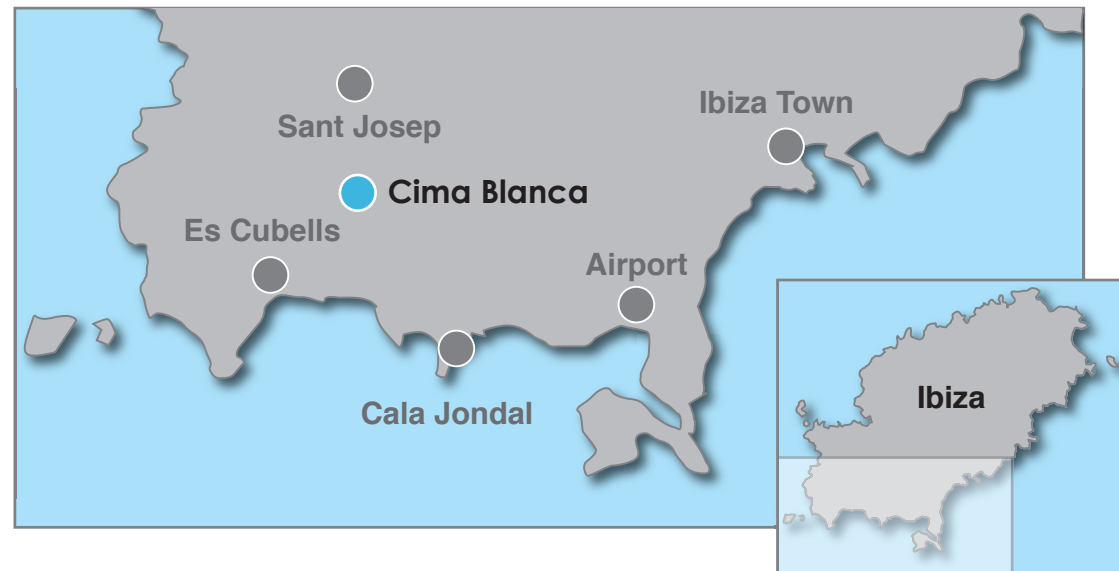 Ibiza Town
Sant Josep
Cima Blanca
Es Cubells
Airport
Cala Jondal
Ibiza